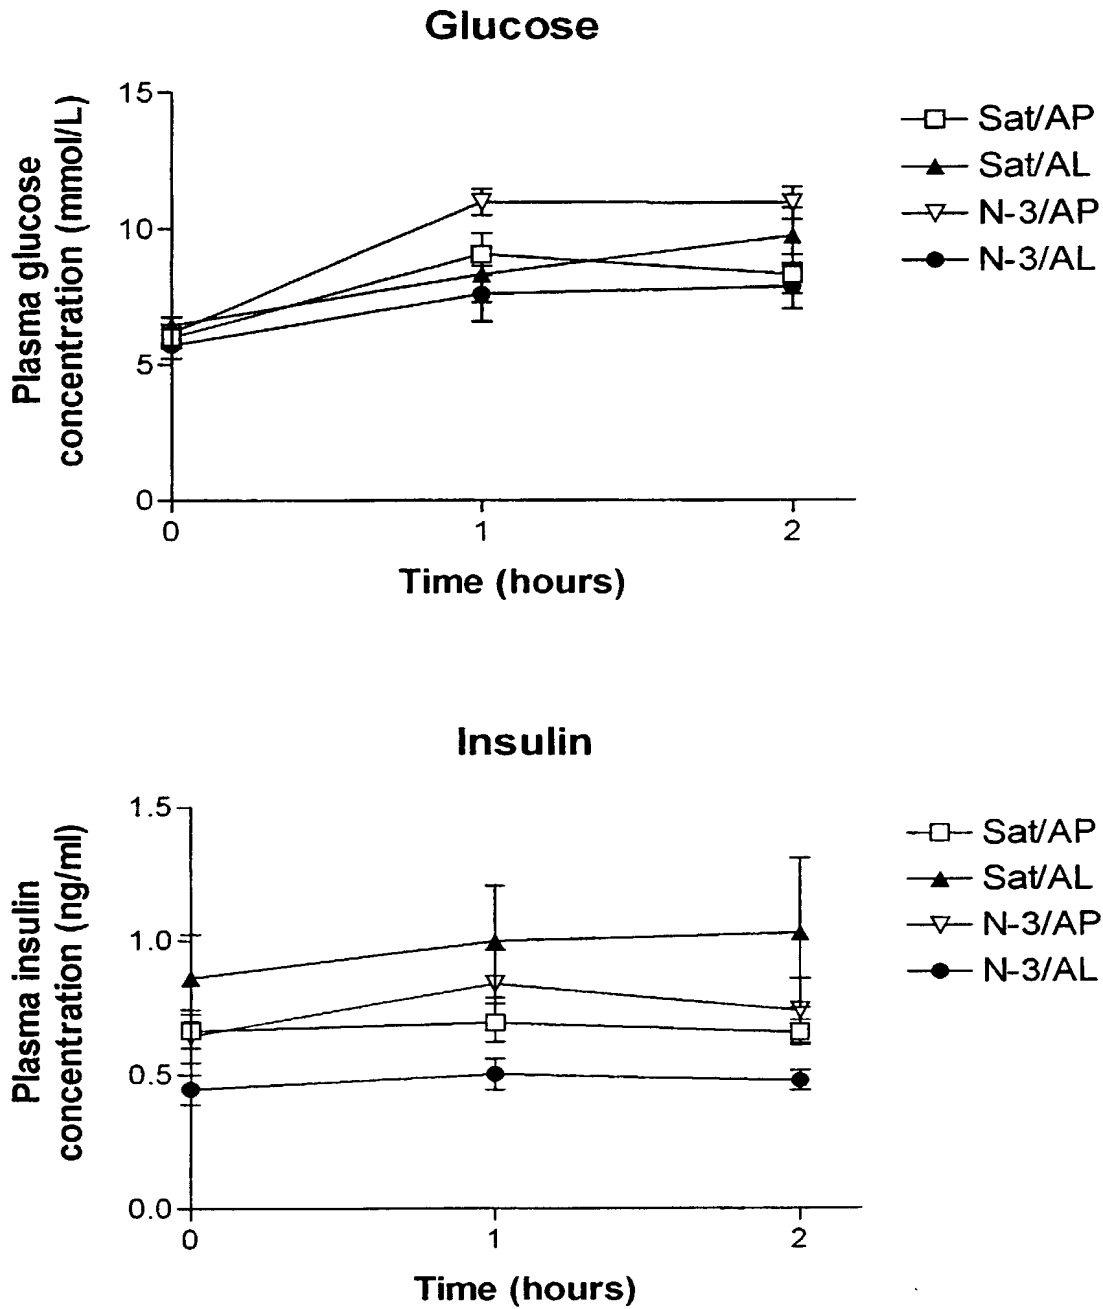 Glucose
Plasma glucose
concentration (mmol/L)
15
10
5
0
0 1 2
Time (hours)
Sat/AP
Sat/AL
N-3/AP
N-3/AL
Insulin
Plasma insulin
concentration (ng/ml)
1.5
1.0
0.5
0.0
0 1 2
Time (hours)
Sat/AP
Sat/AL
N-3/AP
N-3/AL